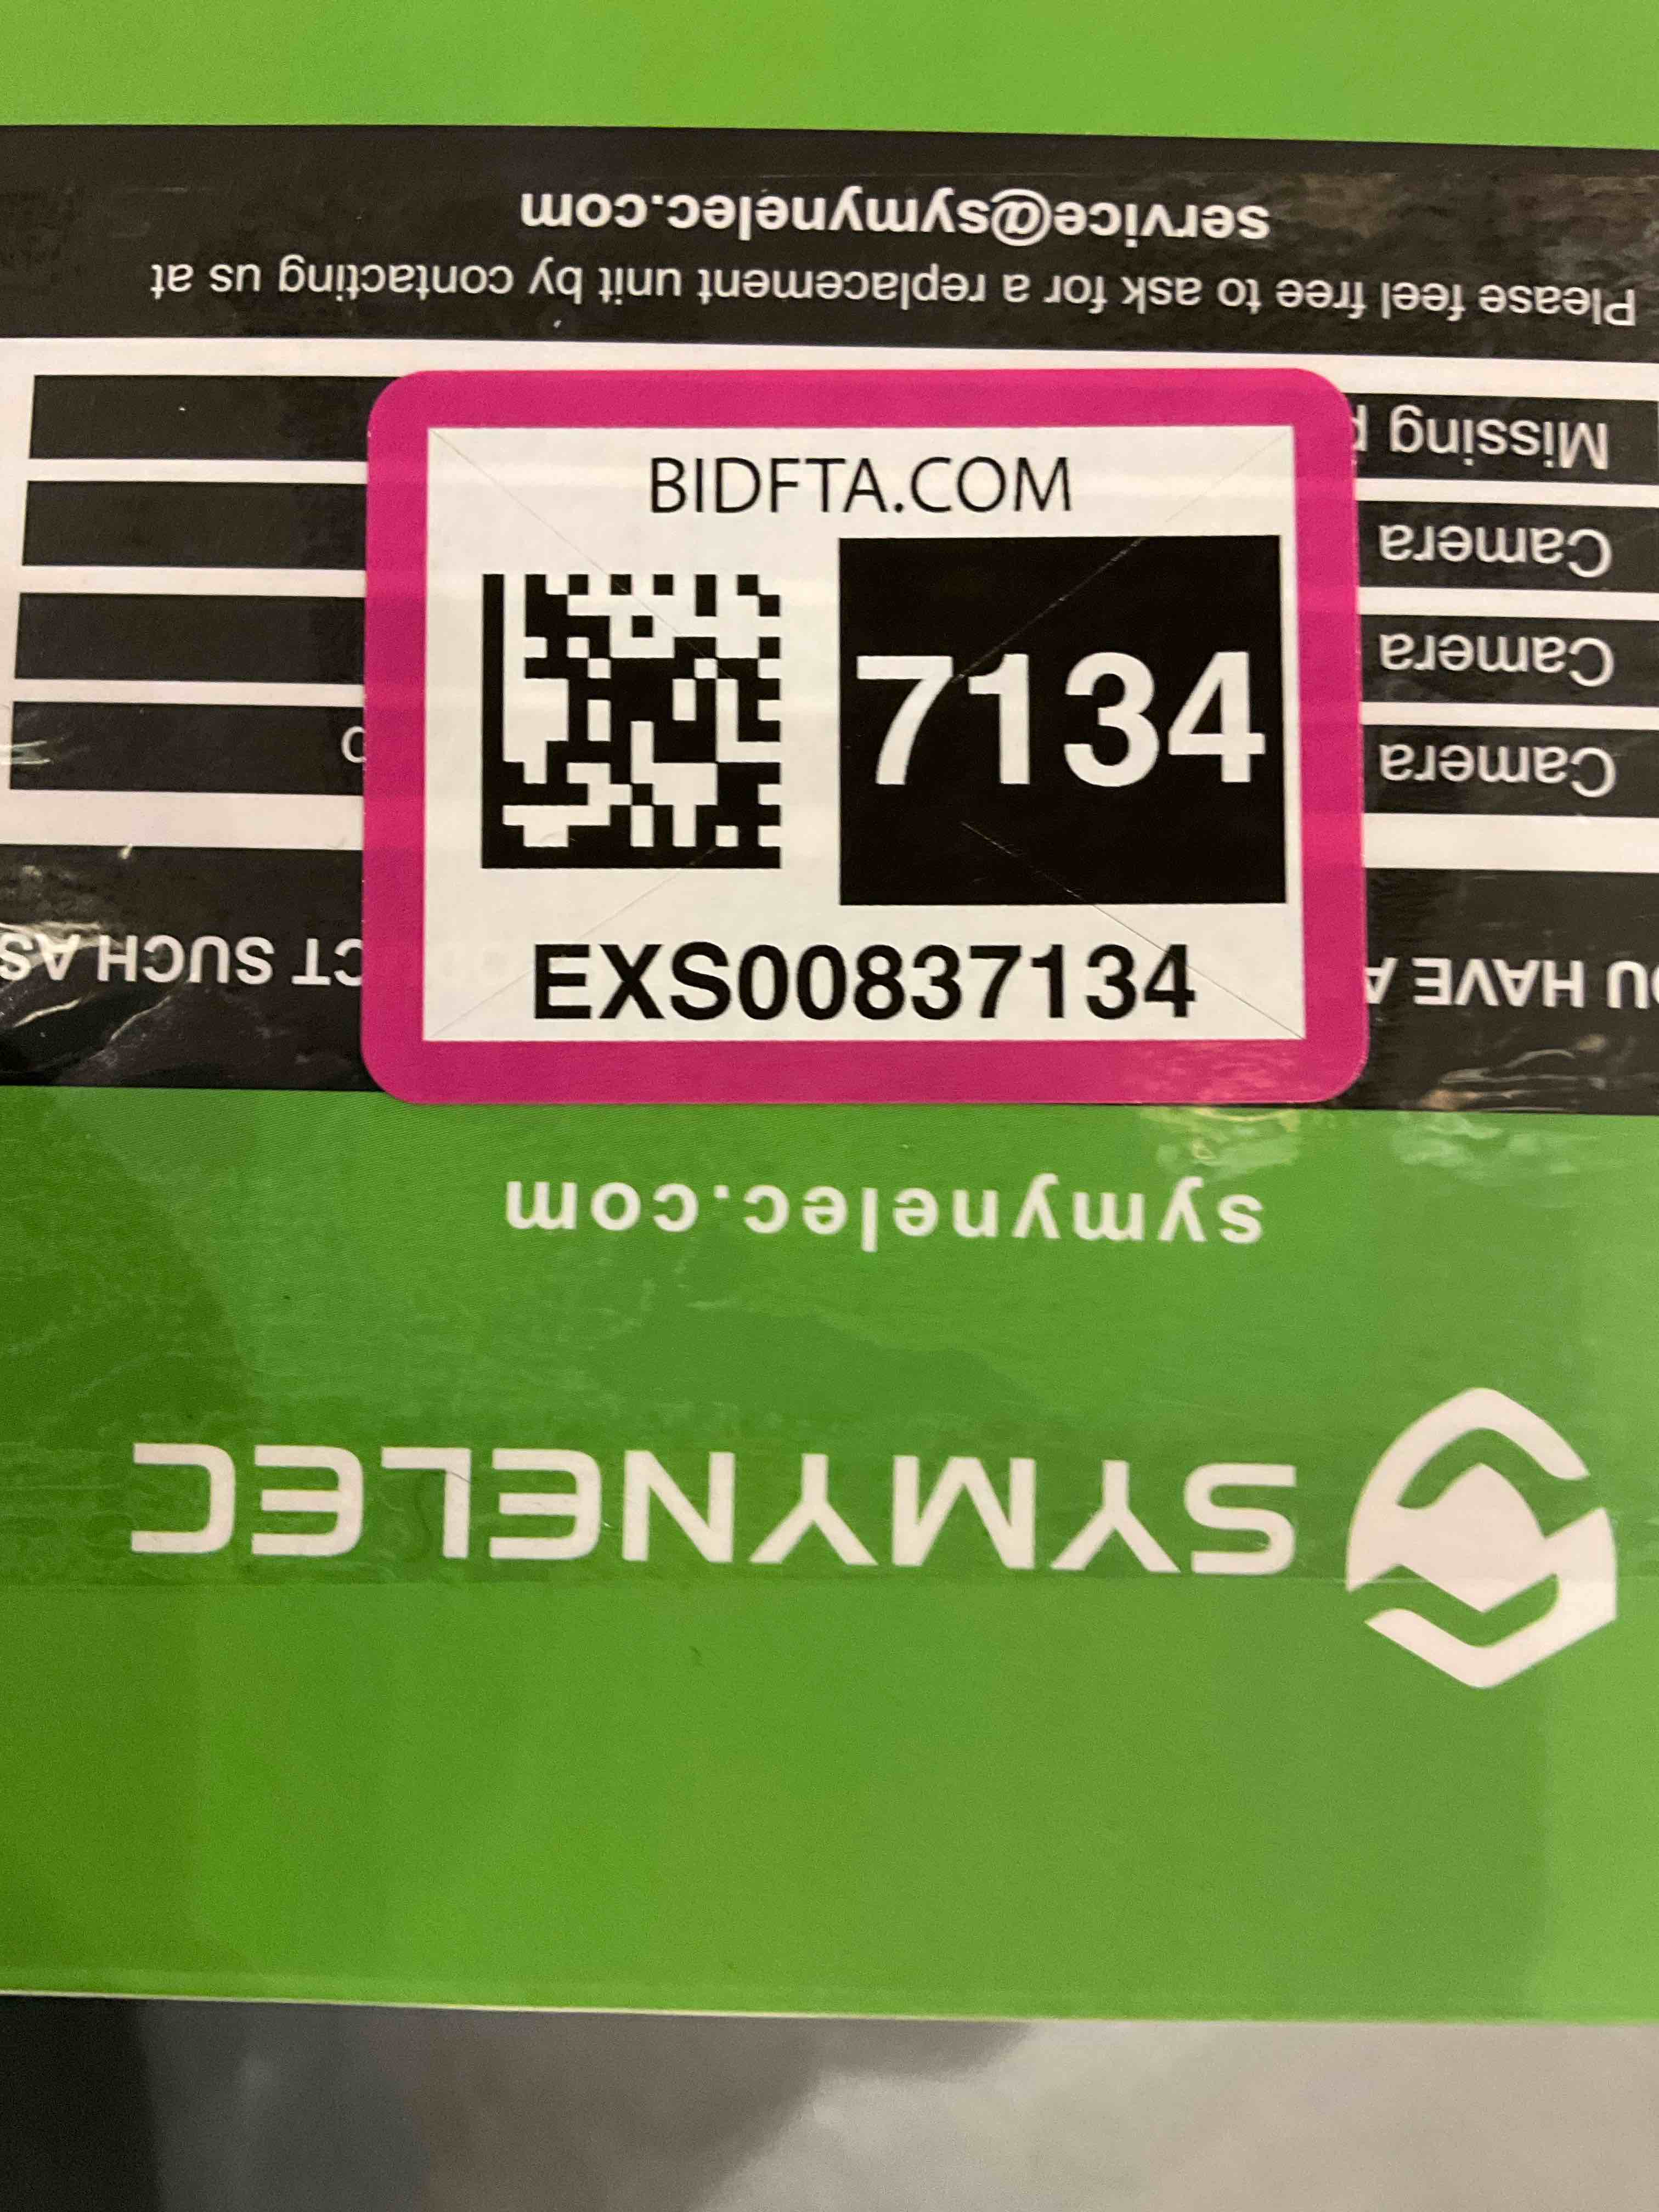 BIDFTA.COM
7134
EXS00837134
SYMYNELEC
symynelec.com
OU HAVE A
CT SUCH AS
Camera
Camera
Camera
Missing
Please feel free to ask for a replacement unit by contacting us at
service@symynelec.com